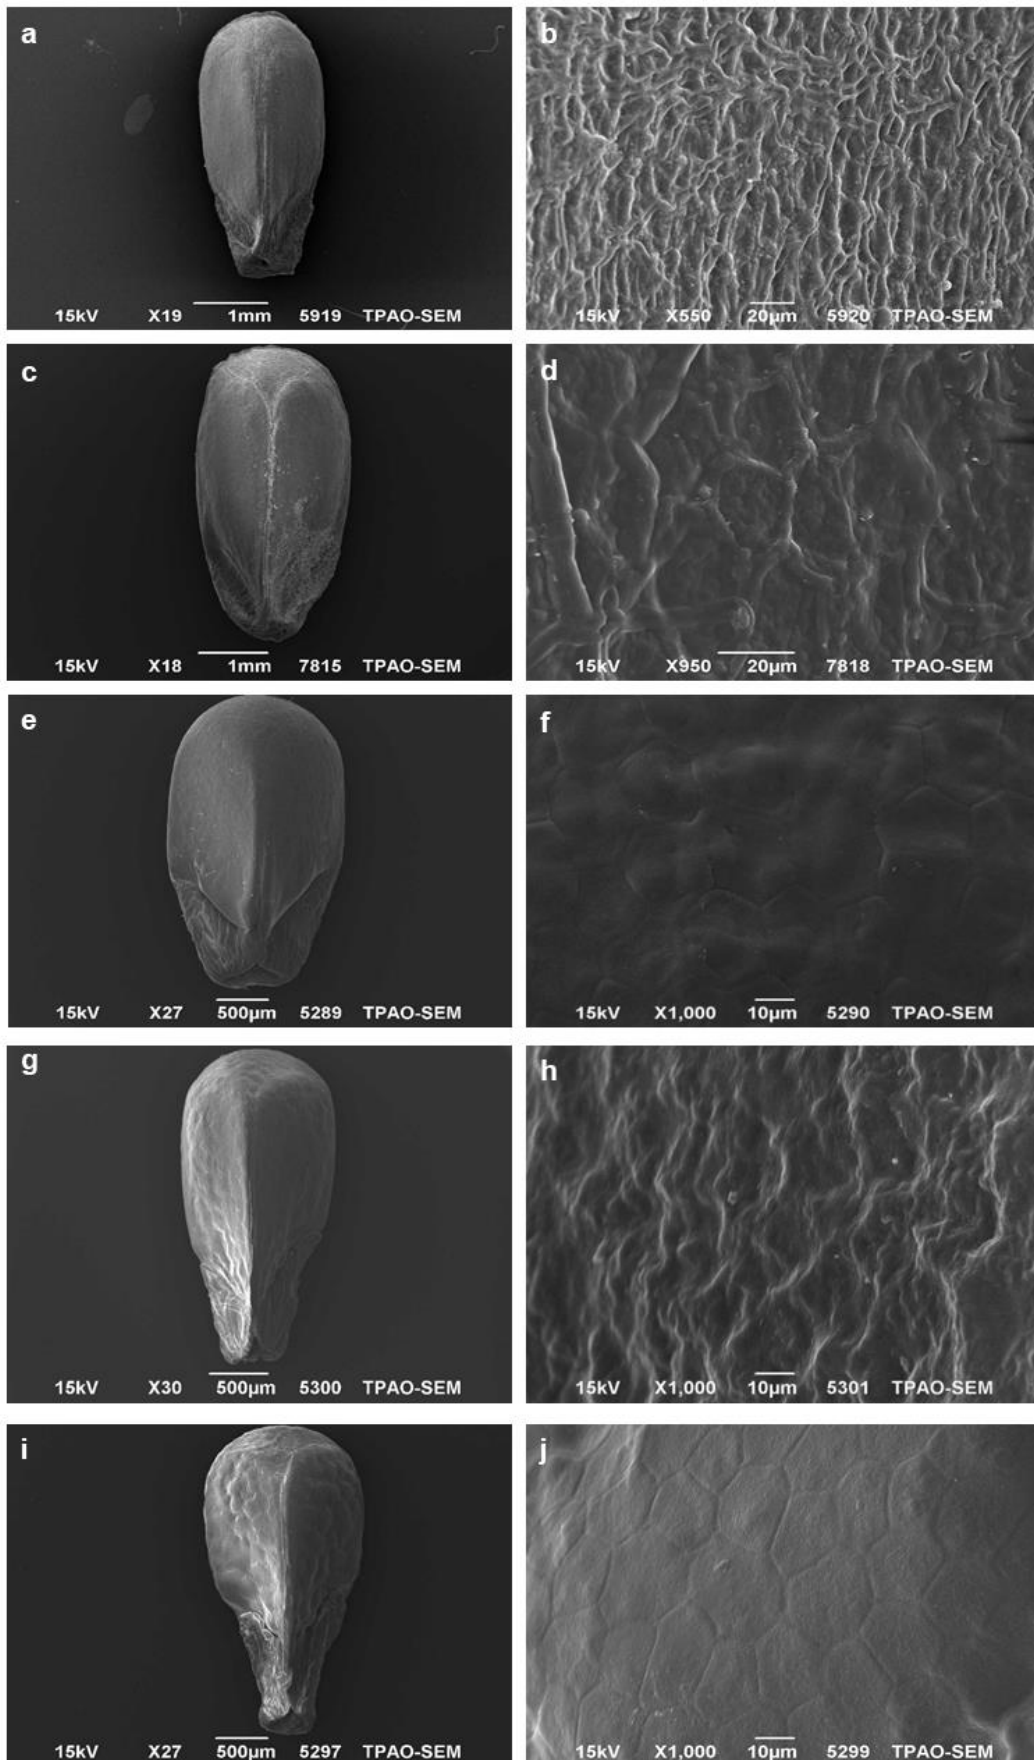 a
15kV X19 1mm 5919 TPAO-SEM
b
15kV X550 20µm 5920 TPAO-SEM
c
15kV X18 1mm 7815 TPAO-SEM
d
15kV X950 20µm 7818 TPAO-SEM
e
15kV X27 500µm 5289 TPAO-SEM
f
15kV X1,000 10µm 5290 TPAO-SEM
g
15kV X30 500µm 5300 TPAO-SEM
h
15kV X1,000 10µm 5301 TPAO-SEM
i
15kV X27 500µm 5297 TPAO-SEM
j
15kV X1,000 10µm 5299 TPAO-SEM